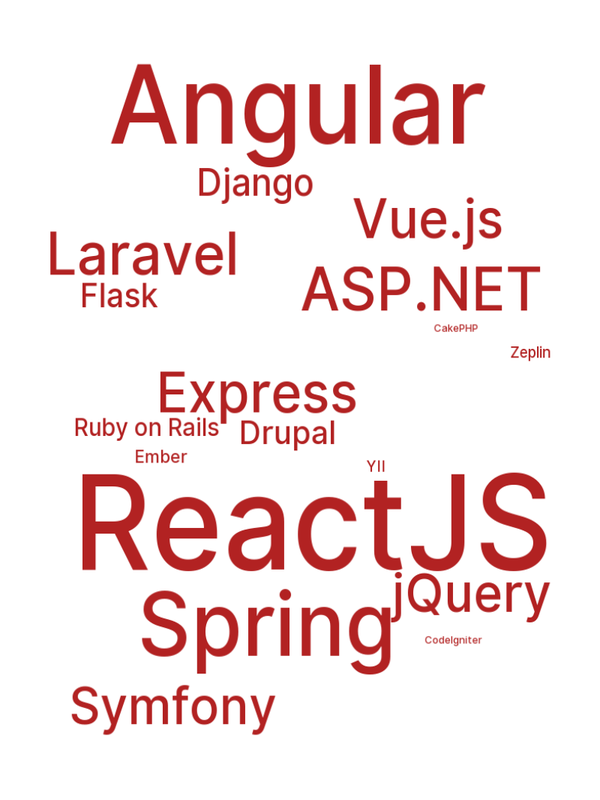 Angular
Django
Vue.js
Laravel
ASP.NET
Flask
CakePHP
Zeplin
Express
Ruby on Rails
Drupal
Ember
YII
ReactJS
jQuery
Spring
CodeIgniter
Symfony